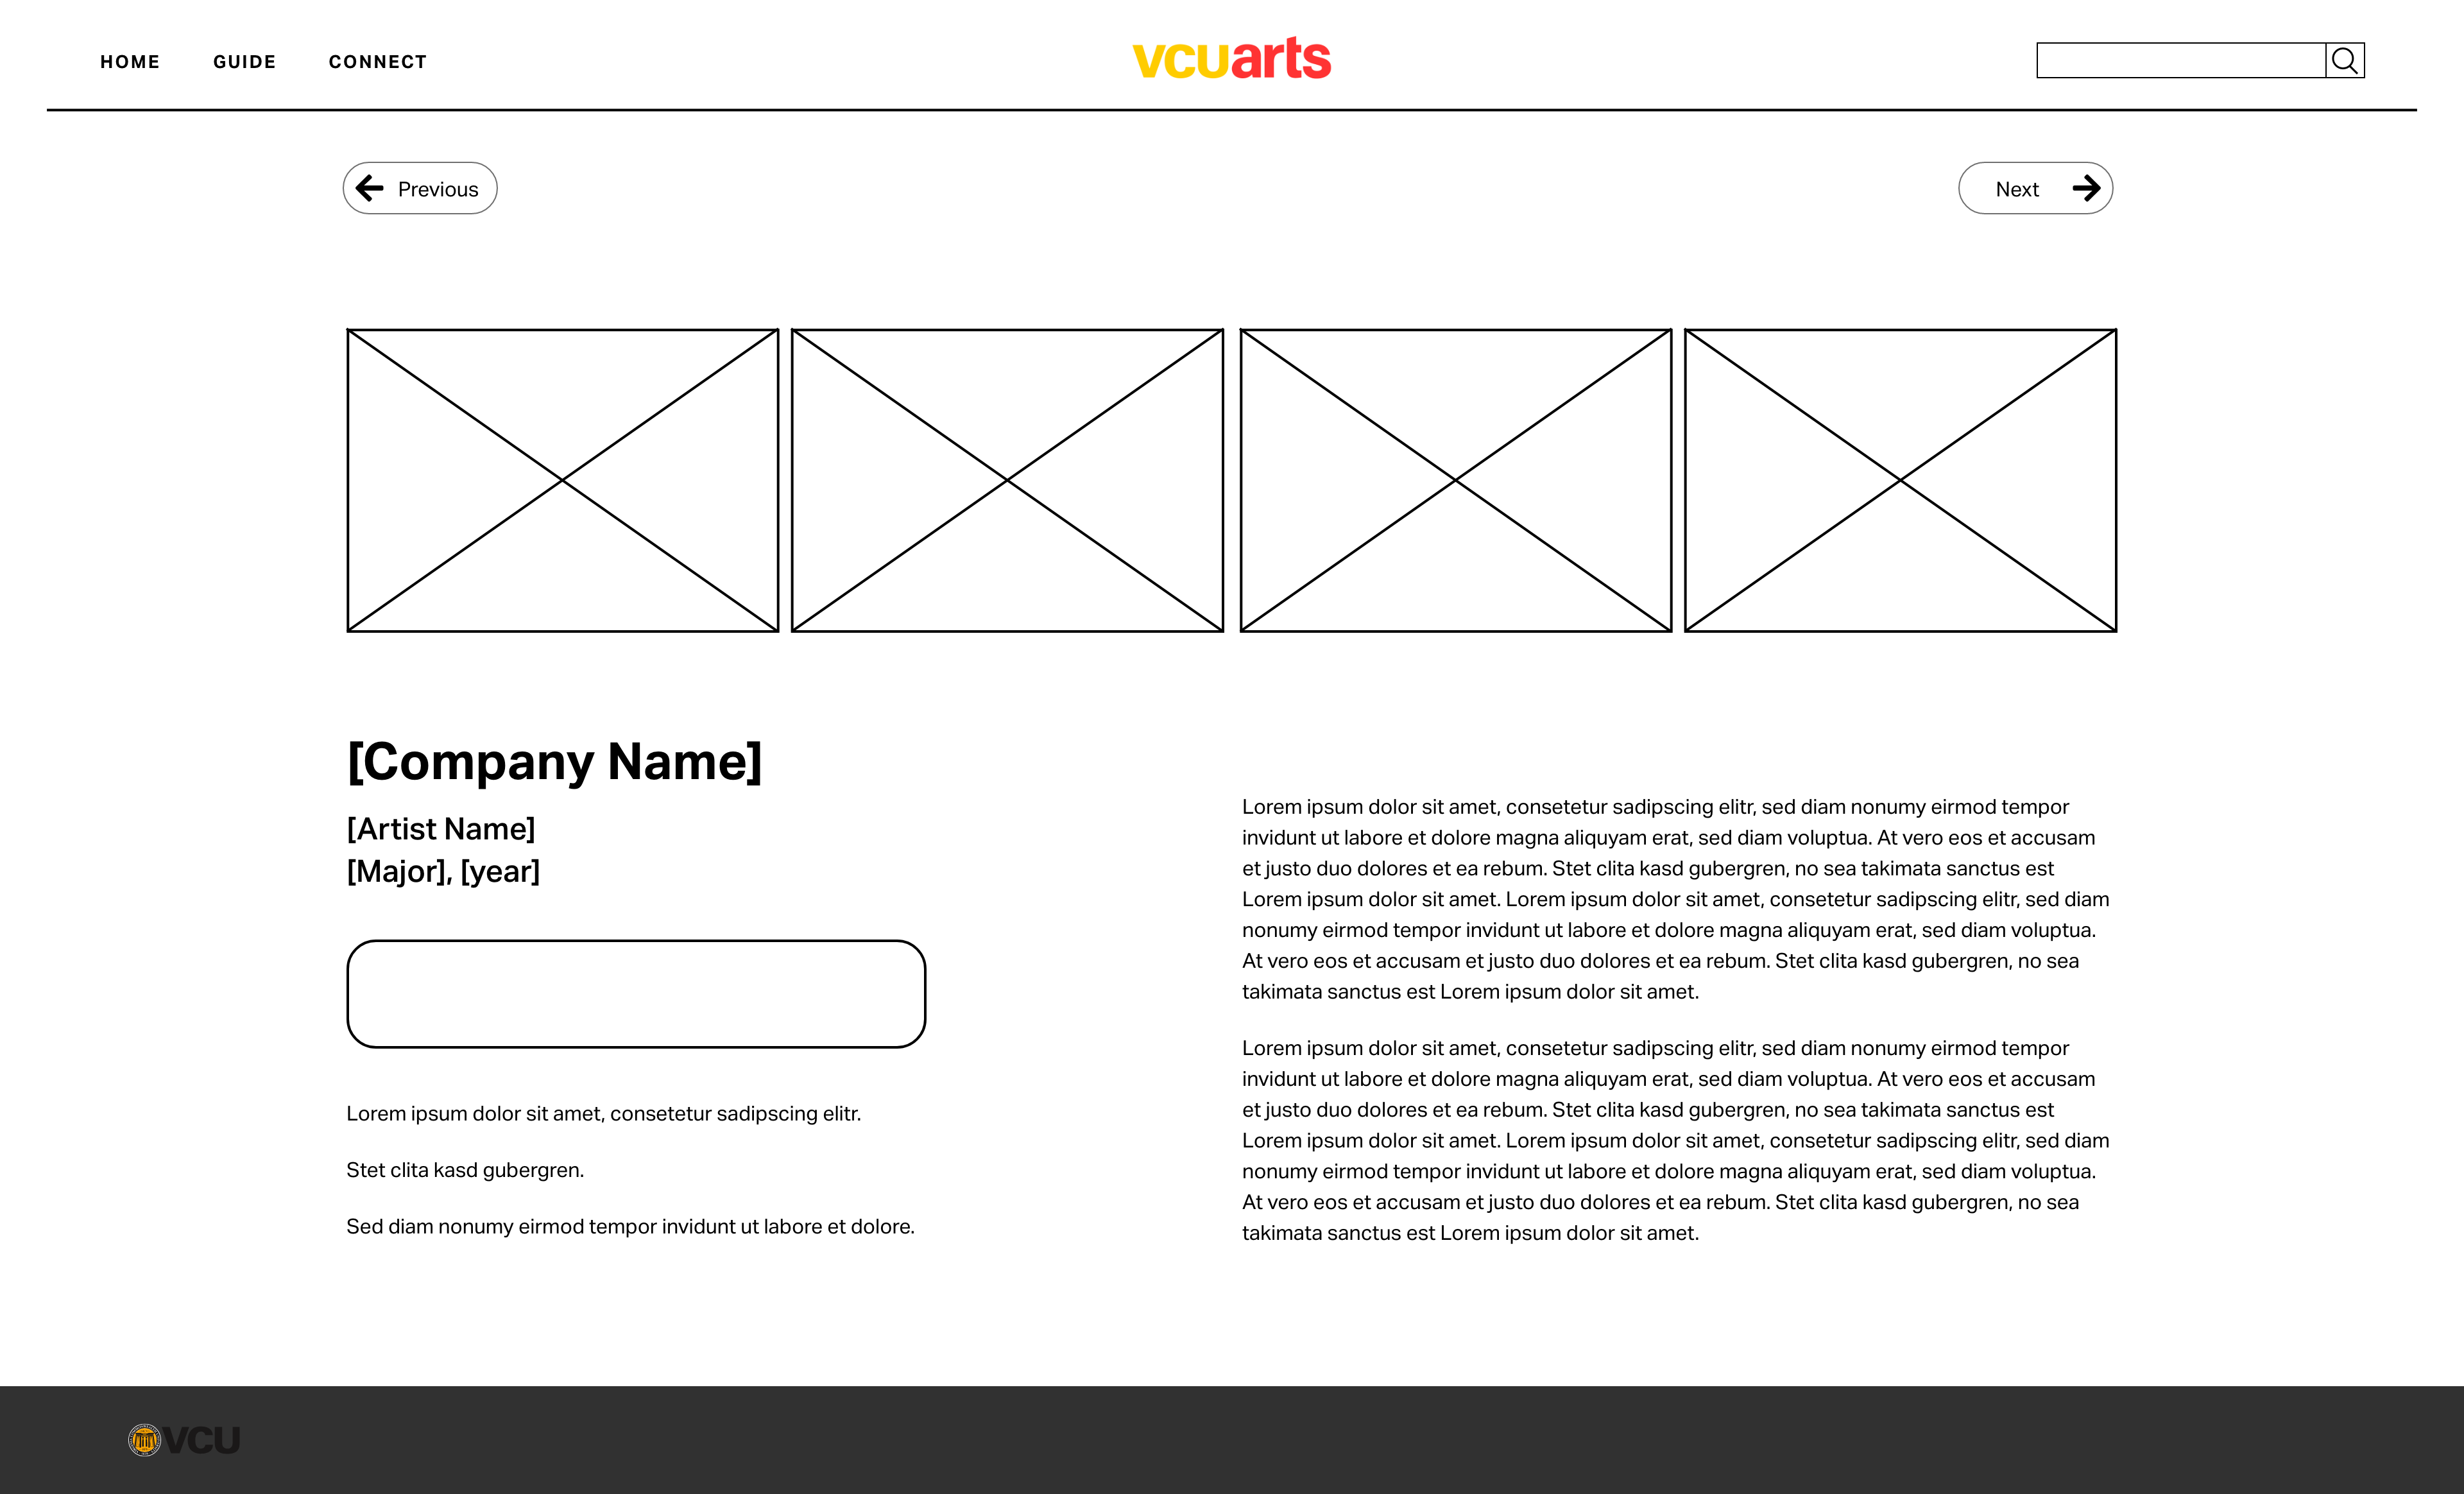 HOME GUIDE CONNECT
vcuarts
Previous
Next
[Company Name]
[Artist Name]
[Major], [year]
Lorem ipsum dolor sit amet, consetetur sadipscing elitr.
Stet clita kasd gubergren.
Sed diam nonumy eirmod tempor invidunt ut labore et dolore.
Lorem ipsum dolor sit amet, consetetur sadipscing elitr, sed diam nonumy eirmod tempor
invidunt ut labore et dolore magna aliquyam erat, sed diam voluptua. At vero eos et accusam
et justo duo dolores et ea rebum. Stet clita kasd gubergren, no sea takimata sanctus est
Lorem ipsum dolor sit amet. Lorem ipsum dolor sit amet, consetetur sadipscing elitr, sed diam
nonumy eirmod tempor invidunt ut labore et dolore magna aliquyam erat, sed diam voluptua.
At vero eos et accusam et justo duo dolores et ea rebum. Stet clita kasd gubergren, no sea
takimata sanctus est Lorem ipsum dolor sit amet.
Lorem ipsum dolor sit amet, consetetur sadipscing elitr, sed diam nonumy eirmod tempor
invidunt ut labore et dolore magna aliquyam erat, sed diam voluptua. At vero eos et accusam
et justo duo dolores et ea rebum. Stet clita kasd gubergren, no sea takimata sanctus est
Lorem ipsum dolor sit amet. Lorem ipsum dolor sit amet, consetetur sadipscing elitr, sed diam
nonumy eirmod tempor invidunt ut labore et dolore magna aliquyam erat, sed diam voluptua.
At vero eos et accusam et justo duo dolores et ea rebum. Stet clita kasd gubergren, no sea
takimata sanctus est Lorem ipsum dolor sit amet.
VCU